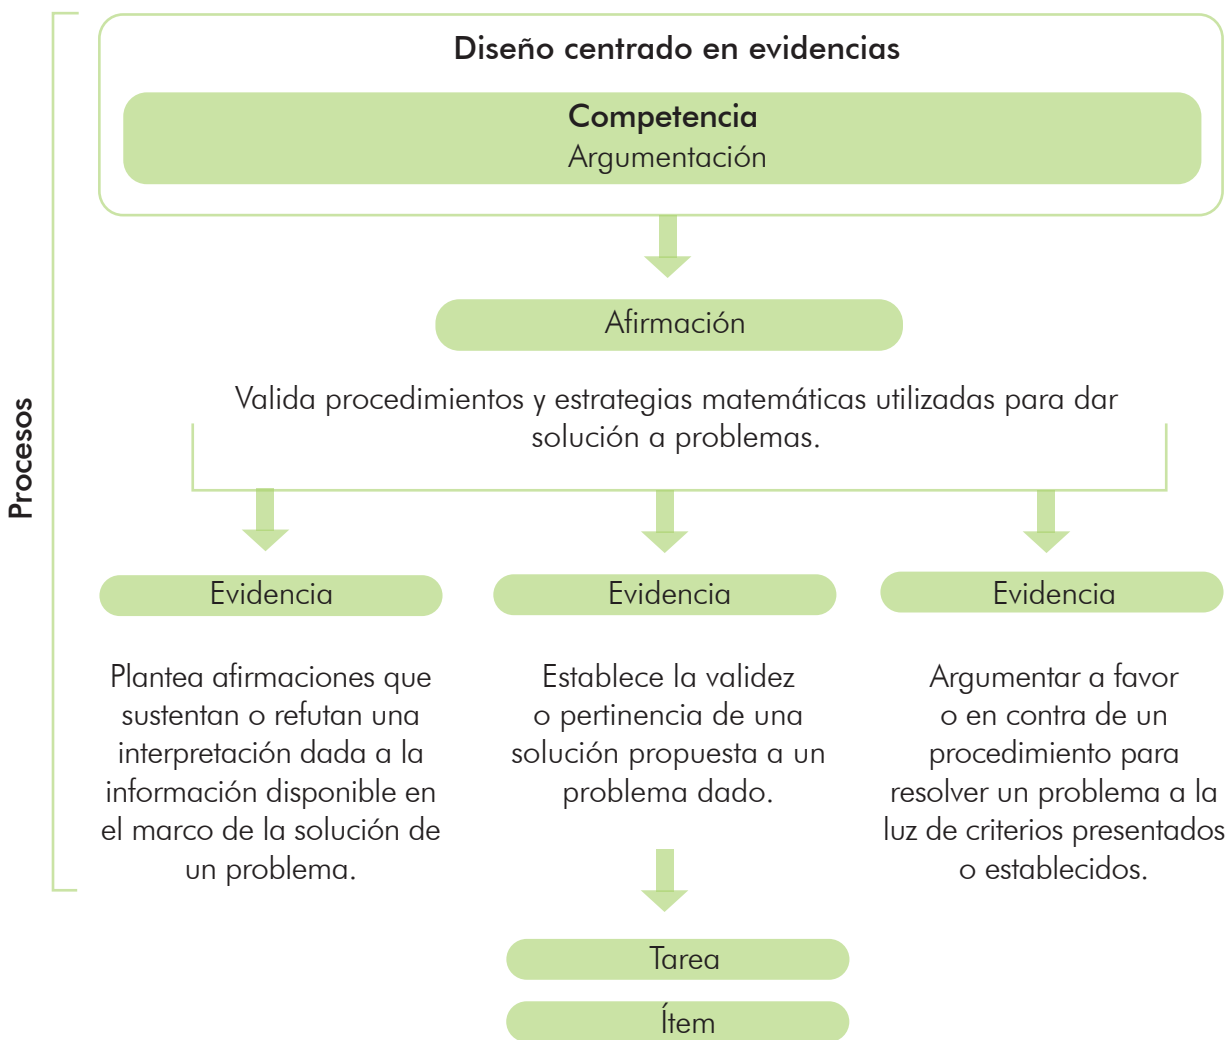 Diseño centrado en evidencias
Competencia
Argumentación
Afirmación
Valida procedimientos y estrategias matemáticas utilizadas para dar
solución a problemas.
Procesos
Evidencia
Plantea afirmaciones que
sustentan o refutan una
interpretación dada a la
información disponible en
el marco de la solución de
un problema.
Evidencia
Establece la validez
o pertinencia de una
solución propuesta a un
problema dado.
Evidencia
Argumentar a favor
o en contra de un
procedimiento para
resolver un problema a la
luz de criterios presentados
o establecidos.
Tarea
Ítem